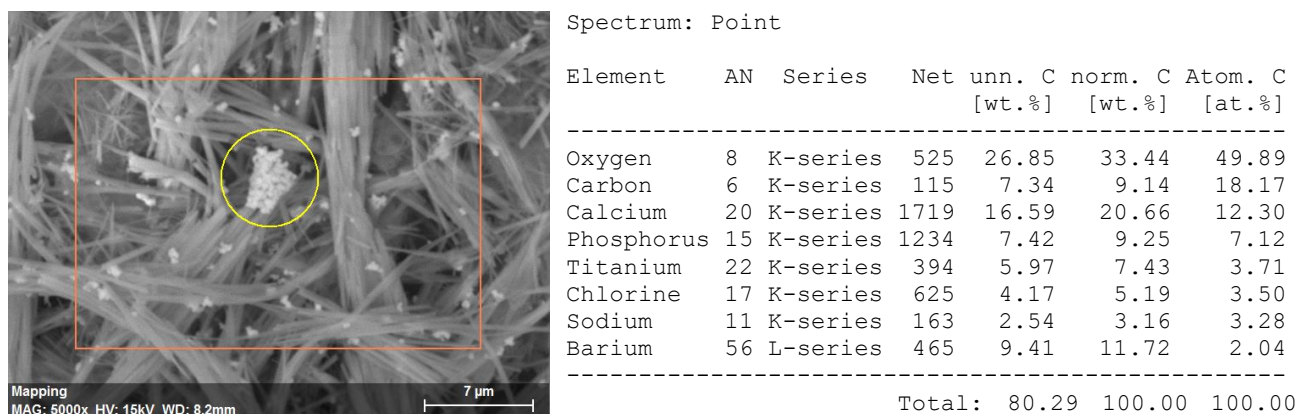 Spectrum: Point
Element AN Series Net unn. C norm. C Atom. C
[wt.%] [wt.%] [at.%]
-------------------------------------------------------
Oxygen 8 K-series 525 26.85 33.44 49.89
Carbon 6 K-series 115 7.34 9.14 18.17
Calcium 20 K-series 1719 16.59 20.66 12.30
Phosphorus 15 K-series 1234 7.42 9.25 7.12
Titanium 22 K-series 394 5.97 7.43 3.71
Chlorine 17 K-series 625 4.17 5.19 3.50
Sodium 11 K-series 163 2.54 3.16 3.28
Barium 56 L-series 465 9.41 11.72 2.04
-------------------------------------------------------
Total: 80.29 100.00 100.00
Mapping
7 µm
MAG: 5000x HV: 15kV WD: 8.2mm